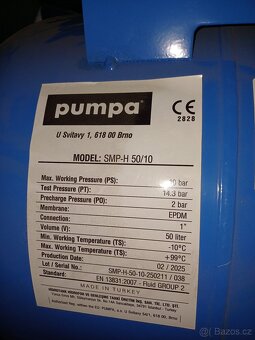 pumpa
U Svitavy 1, 618 00 Brno
CE
2828
MODEL: SMP-H 50/10
Max. Working Pressure (PS): 10 bar
Test Pressure (PT): 14.3 bar
Precharge Pressure (PO): 2 bar
Membrane: EPDM
Connection: 1"
Volume (V): 50 liter
Min. Working Temperature (TS): -10°C
Max. Working Temperature (TS): +99°C
Production Date: 02 / 2025
Lot / Serial No: SMP-H-50-10-250211 / 038
EN 13831:2007 - Fluid GROUP 2
MADE IN TURKEY
bazoš.cz